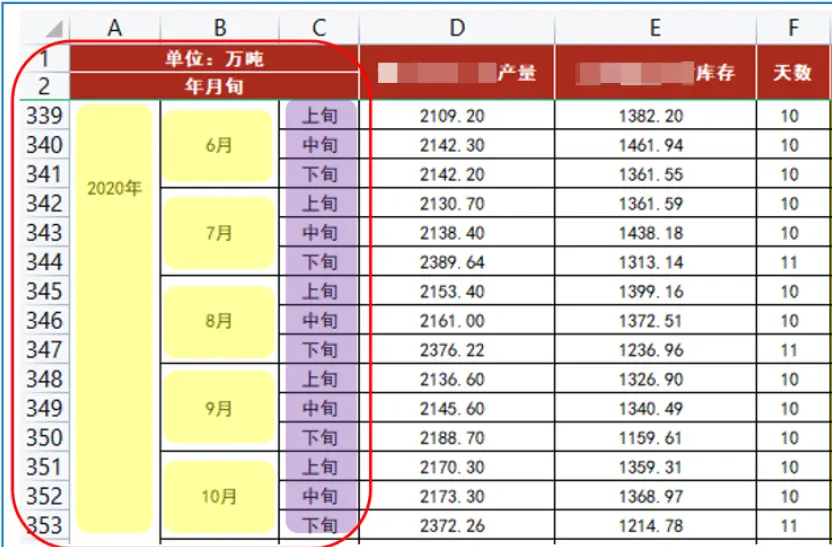 A B C D E F
1 单位：万吨 产量 库存 天数
2 年月旬
339 2020年 6月 上旬 2109.20 1382.20 10
340 中旬 2142.30 1461.94 10
341 下旬 2142.20 1361.55 10
342 7月 上旬 2130.70 1361.59 10
343 中旬 2138.40 1438.18 10
344 下旬 2389.64 1313.14 11
345 8月 上旬 2153.40 1399.16 10
346 中旬 2161.00 1372.51 10
347 下旬 2376.22 1236.96 11
348 9月 上旬 2136.60 1326.90 10
349 中旬 2145.60 1340.49 10
350 下旬 2188.70 1159.61 10
351 10月 上旬 2170.30 1359.31 10
352 中旬 2173.30 1368.97 10
353 下旬 2372.26 1214.78 11